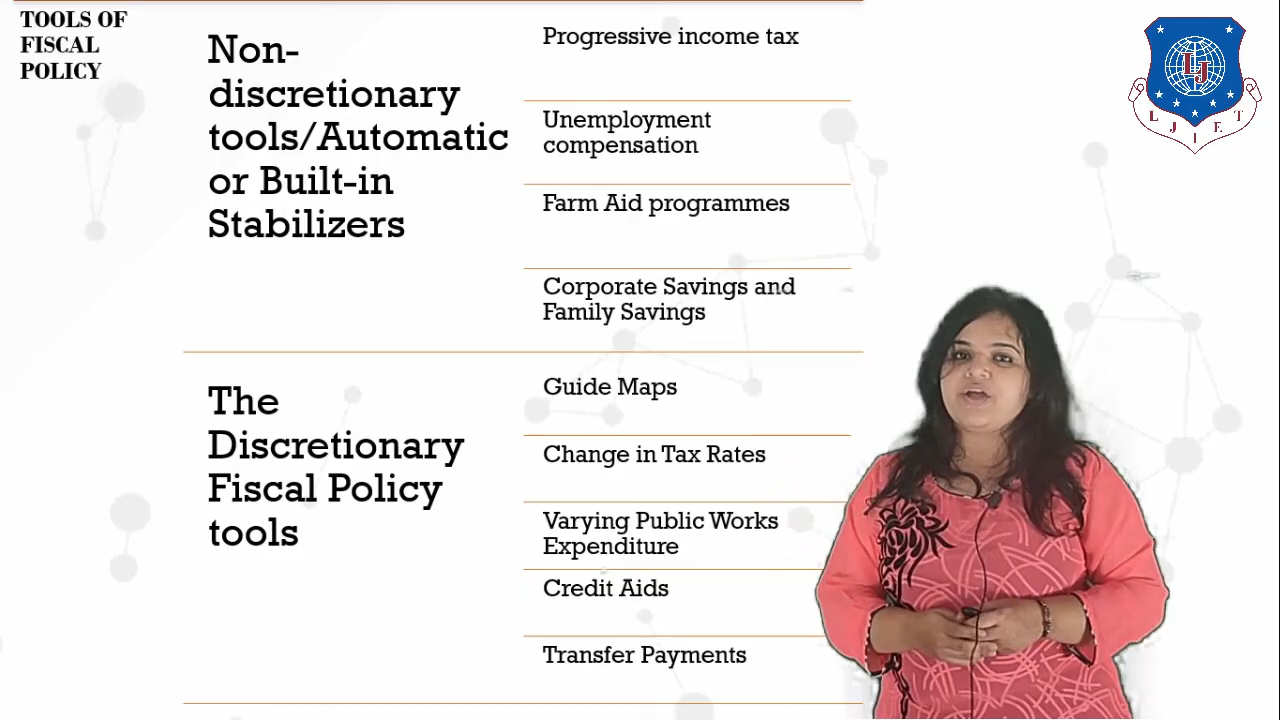 TOOLS OF
FISCAL
POLICY
Non-
discretionary
tools/Automatic
or Built-in
Stabilizers
Progressive income tax
Unemployment
compensation
Farm Aid programmes
Corporate Savings and
Family Savings
The
Discretionary
Fiscal Policy
tools
Guide Maps
Change in Tax Rates
Varying Public Works
Expenditure
Credit Aids
Transfer Payments
LJ
L J I E T